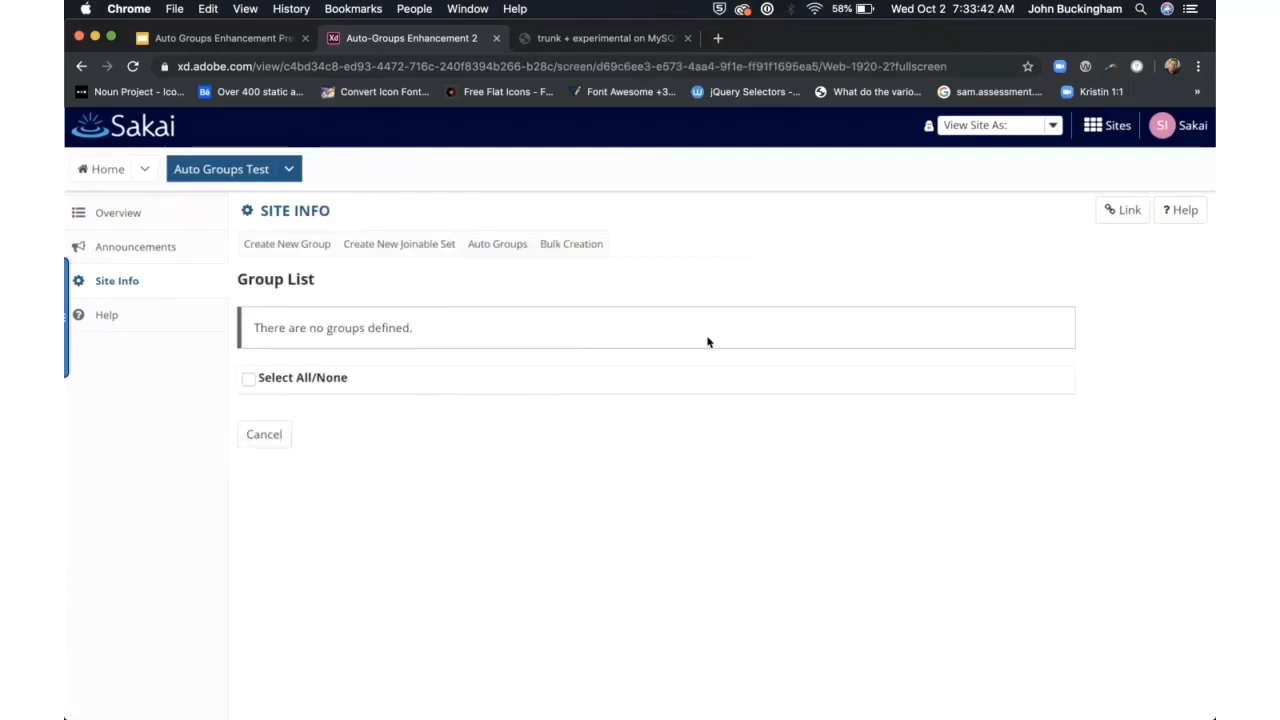 Chrome File Edit View History Bookmarks People Window Help 58% Wed Oct 2 7:33:42 AM John Buckingham
Auto Groups Enhancement Pre × Auto-Groups Enhancement 2 × trunk + experimental on MySQ × +
xd.adobe.com/view/c4bd34c8-ed93-4472-716c-240f8394b266-b28c/screen/d69c6ee3-e573-4aa4-9f1e-ff91f1695ea5/Web-1920-2?fullscreen
Noun Project - Ico... Over 400 static a... Convert Icon Font... Free Flat Icons - F... Font Awesome +3... jQuery Selectors -... What do the vario... sam.assessment.... Kristin 1:1 »
Sakai View Site As: Sites SI Sakai
Home Auto Groups Test
Overview
Announcements
Site Info
Help
SITE INFO Link ? Help
Create New Group Create New Joinable Set Auto Groups Bulk Creation
Group List
There are no groups defined.
Select All/None
Cancel